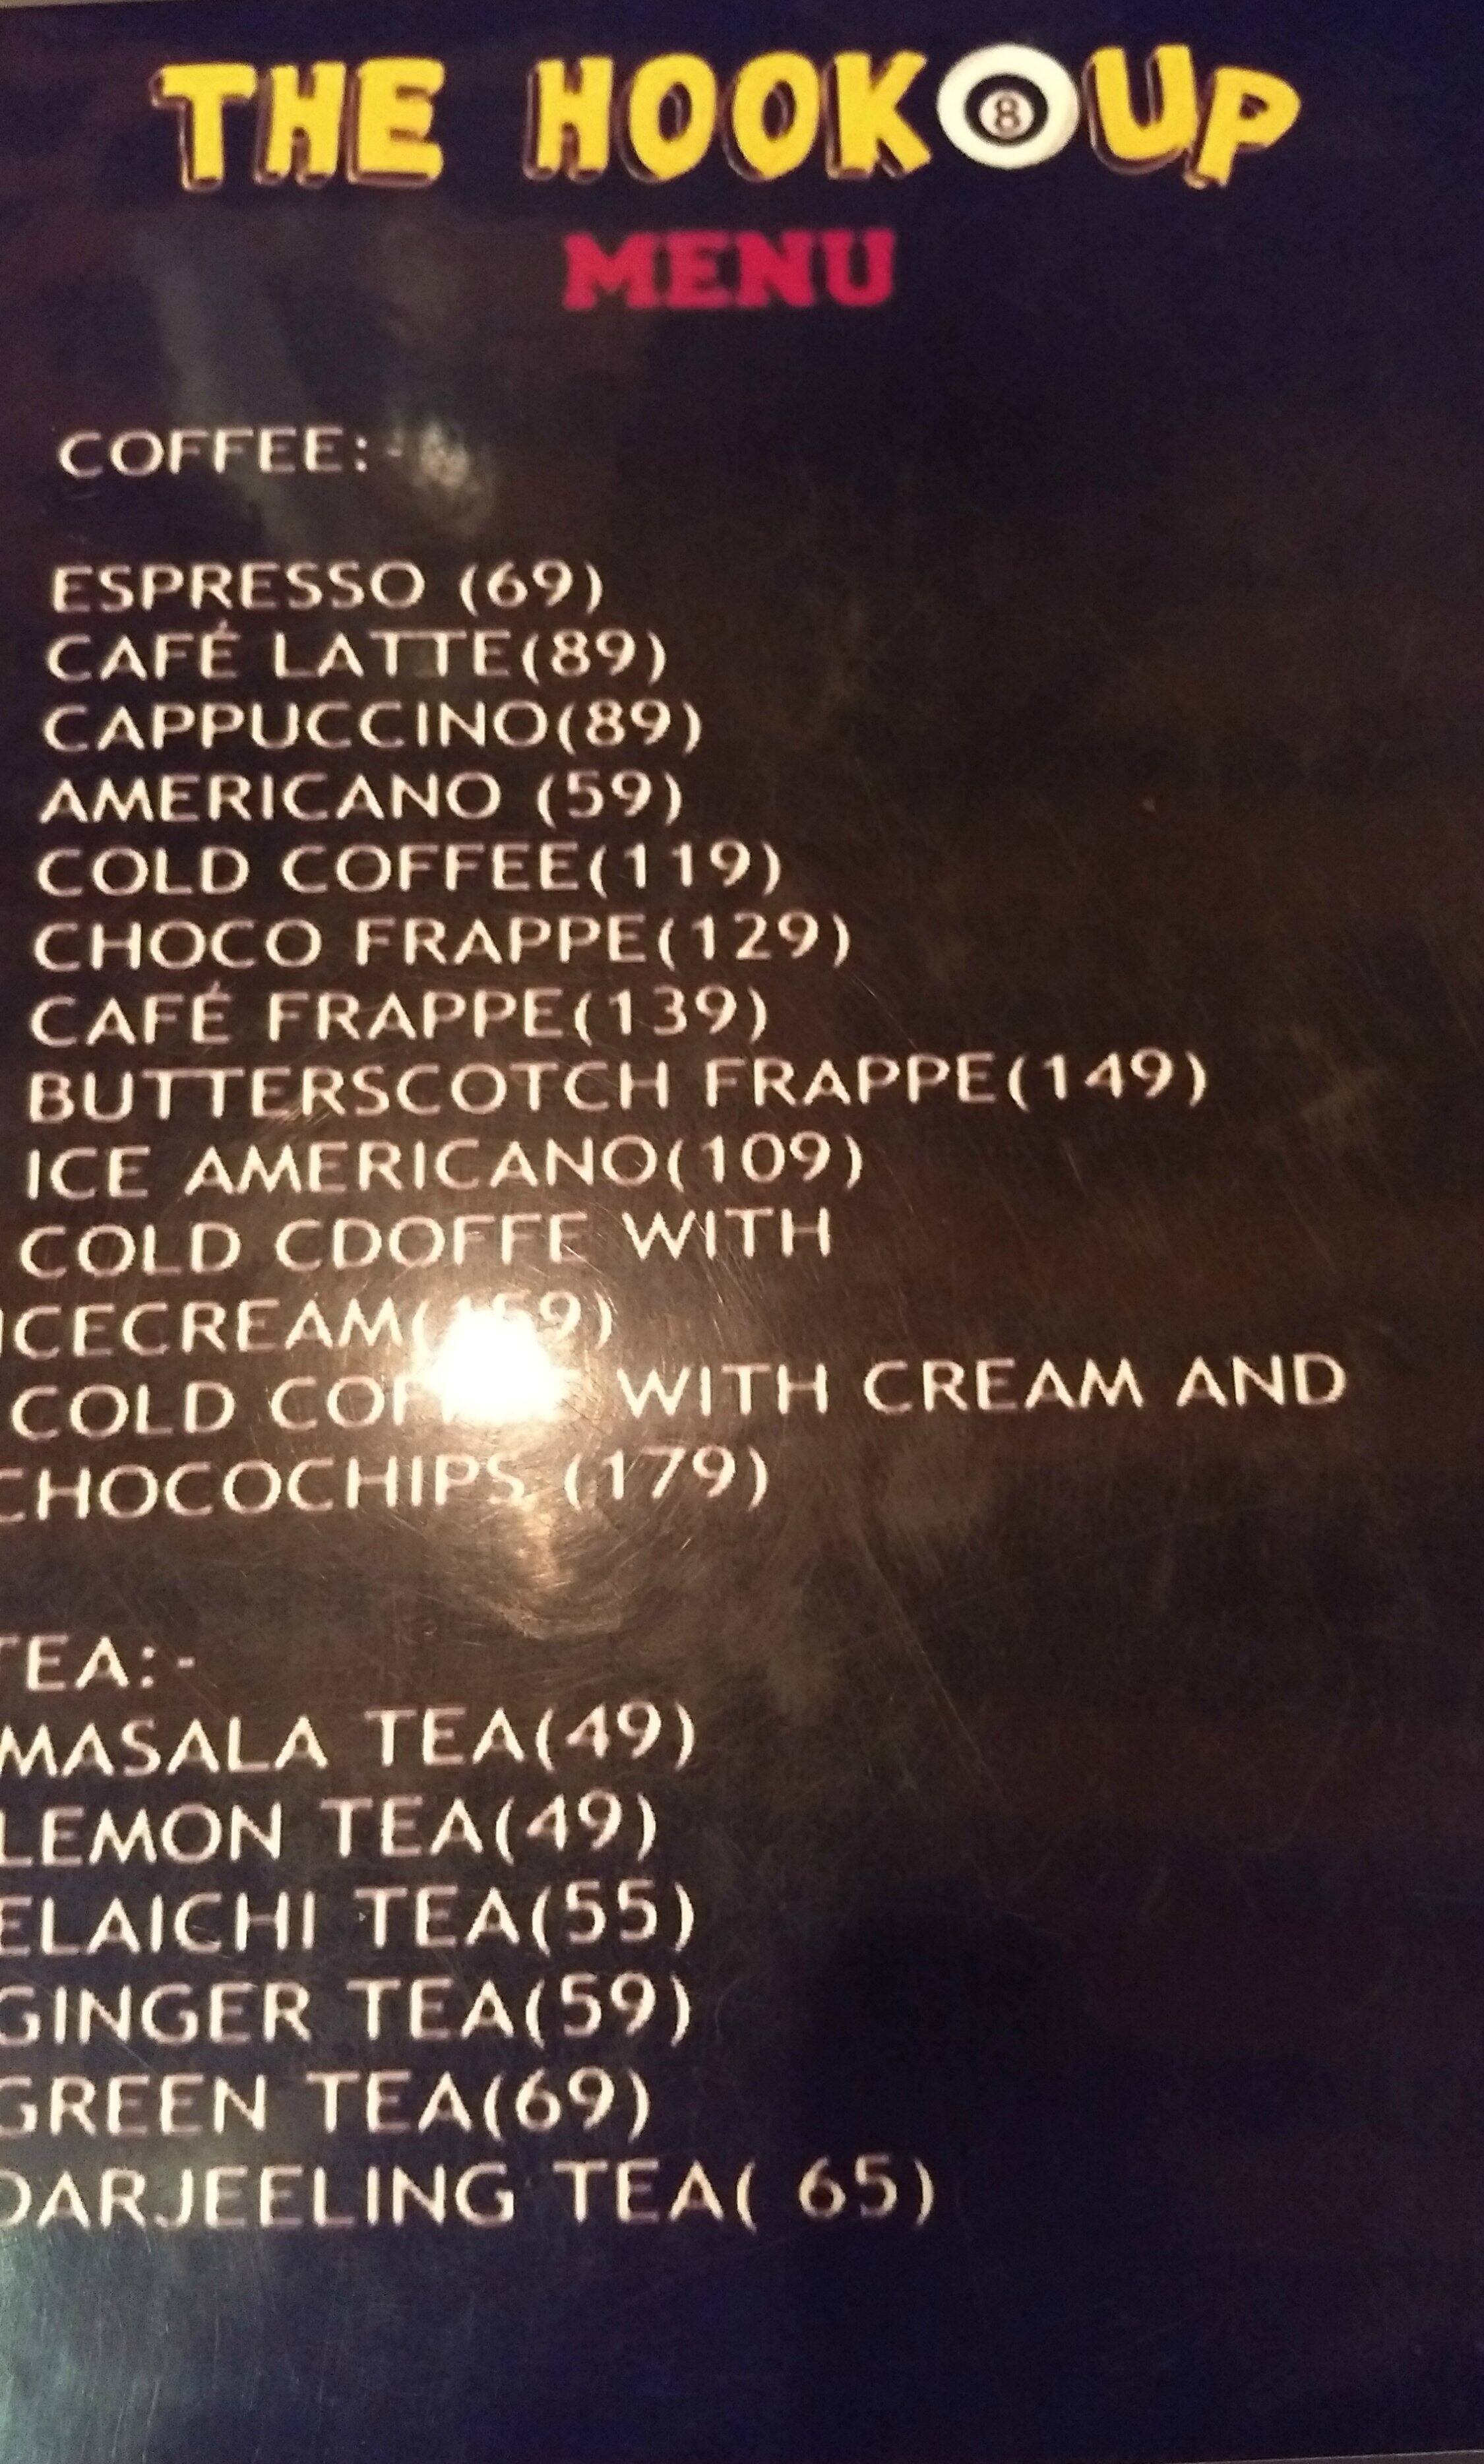 THE HOOK 8 UP
MENU
COFFEE:-
ESPRESSO (69)
CAFÉ LATTE(89)
CAPPUCCINO(89)
AMERICANO (59)
COLD COFFEE(119)
CHOCO FRAPPE(129)
CAFÉ FRAPPE(139)
BUTTERSCOTCH FRAPPE(149)
ICE AMERICANO(109)
COLD CDOFFE WITH
ICECREAM(159)
COLD COFFEE WITH CREAM AND
CHOCOCHIPS (179)
TEA:-
MASALA TEA(49)
LEMON TEA(49)
ELAICHI TEA(55)
GINGER TEA(59)
GREEN TEA(69)
DARJEELING TEA( 65)